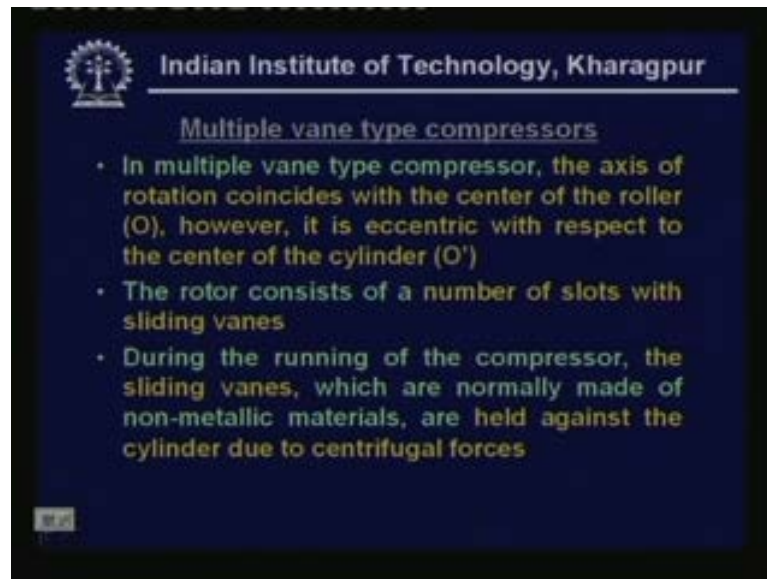 Indian Institute of Technology, Kharagpur
Multiple vane type compressors
• In multiple vane type compressor, the axis of
rotation coincides with the center of the roller
(O), however, it is eccentric with respect to
the center of the cylinder (O')
• The rotor consists of a number of slots with
sliding vanes
• During the running of the compressor, the
sliding vanes, which are normally made of
non-metallic materials, are held against the
cylinder due to centrifugal forces